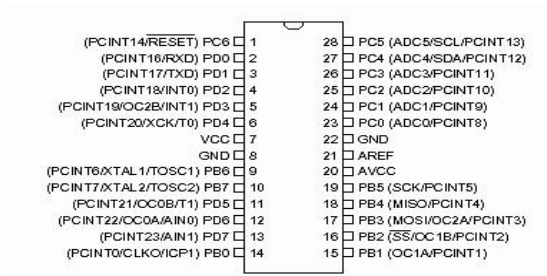 (PCINT14/RESET) PC6 1 28 PC5 (ADC5/SCL/PCINT13)
(PCINT16/RXD) PD0 2 27 PC4 (ADC4/SDA/PCINT12)
(PCINT17/TXD) PD1 3 26 PC3 (ADC3/PCINT11)
(PCINT18/INT0) PD2 4 25 PC2 (ADC2/PCINT10)
(PCINT19/OC2B/INT1) PD3 5 24 PC1 (ADC1/PCINT9)
(PCINT20/XCK/T0) PD4 6 23 PC0 (ADC0/PCINT8)
VCC 7 22 GND
GND 8 21 AREF
(PCINT6/XTAL1/TOSC1) PB6 9 20 AVCC
(PCINT7/XTAL2/TOSC2) PB7 10 19 PB5 (SCK/PCINT5)
(PCINT21/OC0B/T1) PD5 11 18 PB4 (MISO/PCINT4)
(PCINT22/OC0A/AIN0) PD6 12 17 PB3 (MOSI/OC2A/PCINT3)
(PCINT23/AIN1) PD7 13 16 PB2 (SS/OC1B/PCINT2)
(PCINT0/CLKO/ICP1) PB0 14 15 PB1 (OC1A/PCINT1)